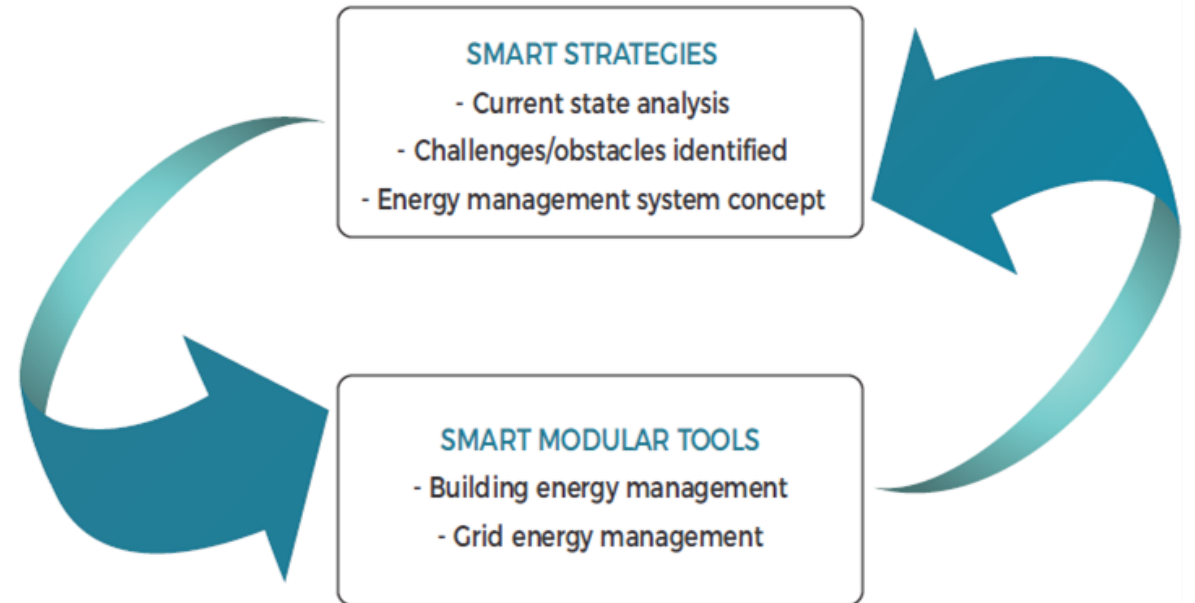 SMART STRATEGIES
- Current state analysis
- Challenges/obstacles identified
- Energy management system concept
SMART MODULAR TOOLS
- Building energy management
- Grid energy management